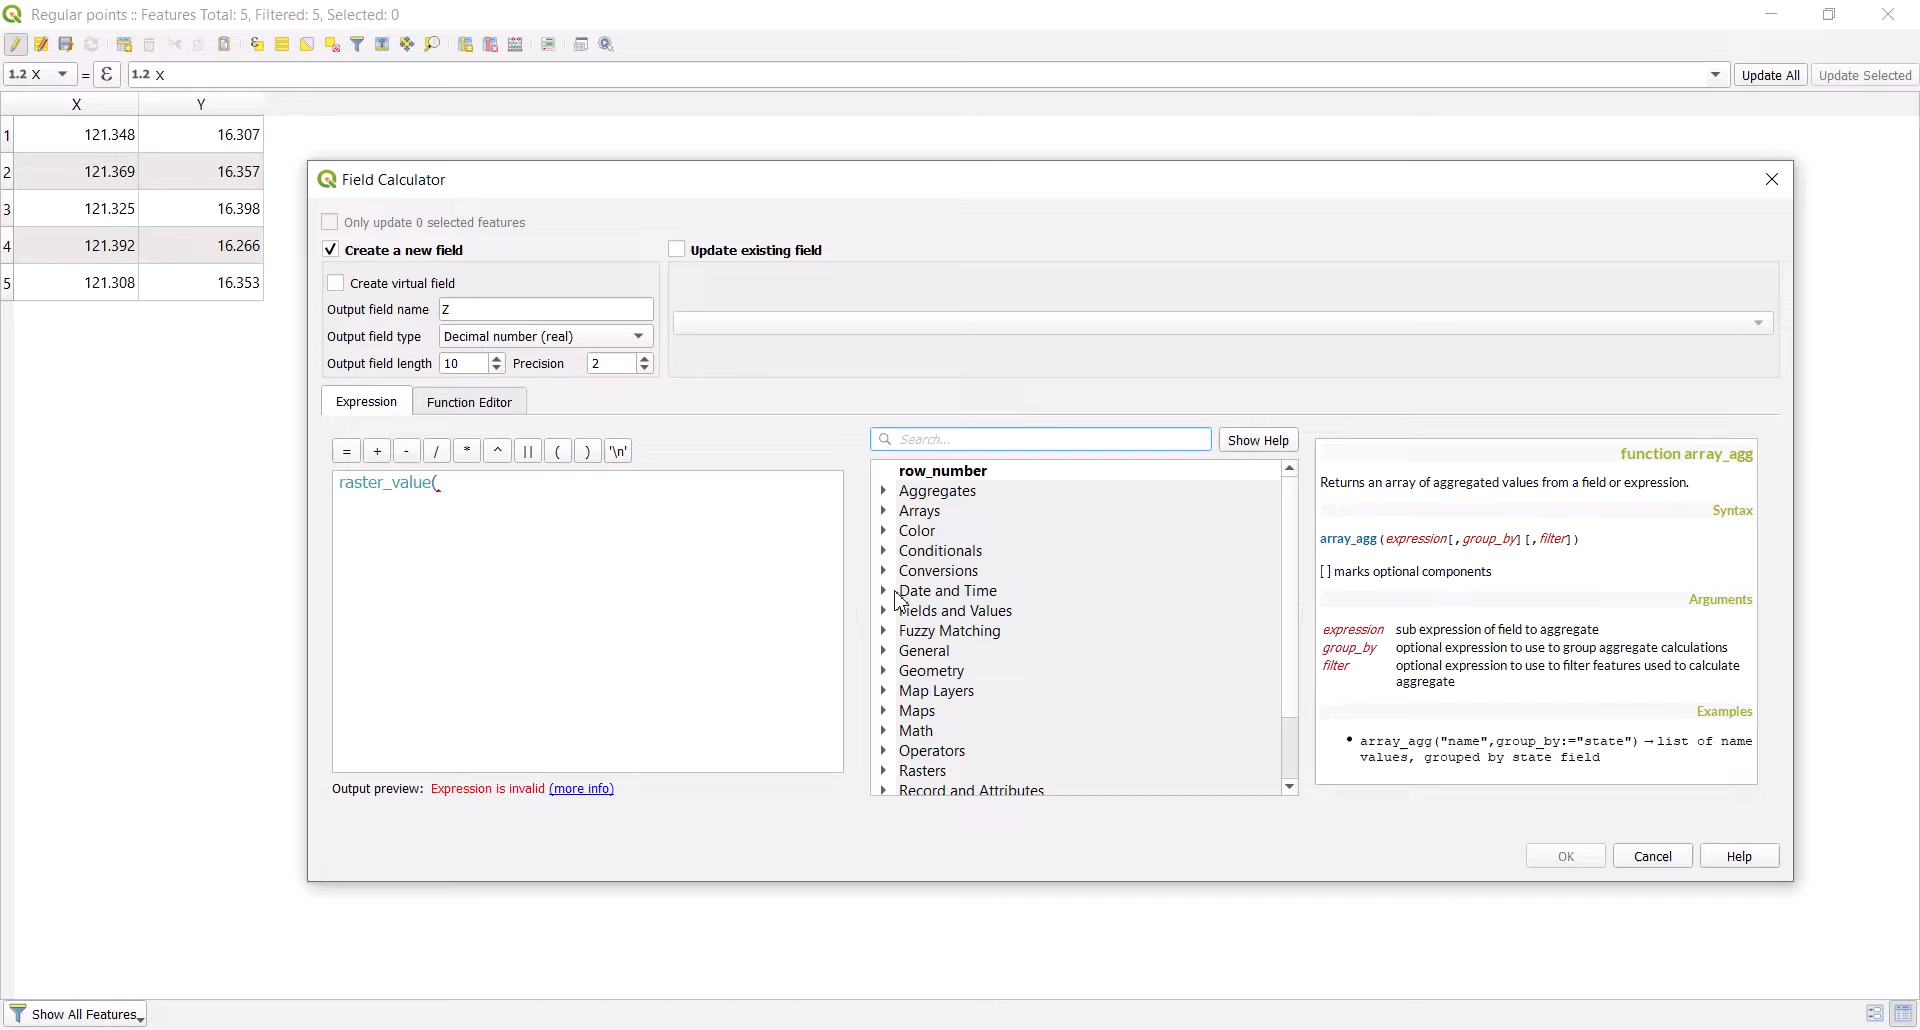 Regular points :: Features Total: 5, Filtered: 5, Selected: 0
1.2 X = ε 1.2 X Update All Update Selected
X Y
1 121.348 16.307
2 121.369 16.357
3 121.325 16.398
4 121.392 16.266
5 121.308 16.353
Field Calculator
Only update 0 selected features
Create a new field
Update existing field
Create virtual field
Output field name Z
Output field type Decimal number (real)
Output field length 10 Precision 2
Expression Function Editor
= + - / * ^ || ( ) '\n'
raster_value(
Output preview: Expression is invalid (more info)
Search...
Show Help
row_number
Aggregates
Arrays
Color
Conditionals
Conversions
Date and Time
Fields and Values
Fuzzy Matching
General
Geometry
Map Layers
Maps
Math
Operators
Rasters
Record and Attributes
function array_agg
Returns an array of aggregated values from a field or expression.
Syntax
array_agg(expression[,group_by][,filter])
[ ] marks optional components
Arguments
expression sub expression of field to aggregate
group_by optional expression to use to group aggregate calculations
filter optional expression to use to filter features used to calculate
aggregate
Examples
• array_agg("name",group_by:="state") → list of name
values, grouped by state field
OK Cancel Help
Show All Features